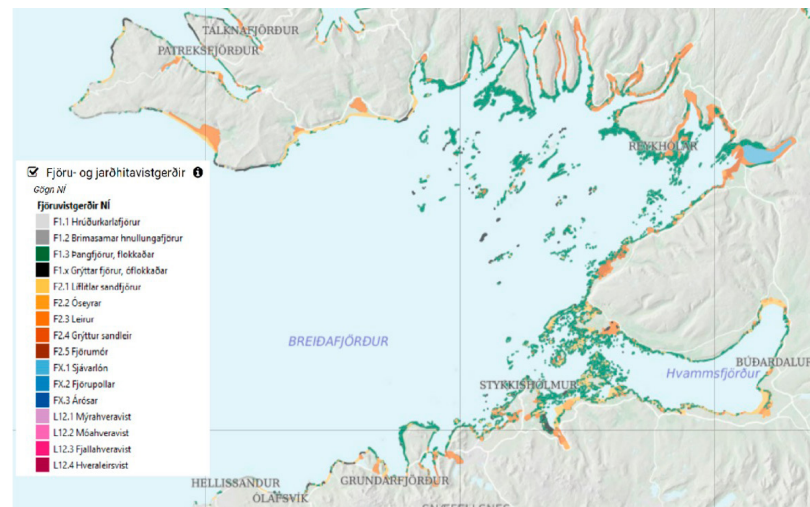 TÁLKNAFJÖRÐUR
PATREKSFJÖRÐUR
REYKHÓLAR
Fjöru- og jarðhitavistgerðir
Gögn NÍ
Fjöruvistgerðir NÍ
F1.1 Hrúðurkarlafjörur
F1.2 Brimasamar hnullungafjörur
F1.3 Þangfjörur, flokkaðar
F1.x Grýttar fjörur, óflokkaðar
F2.1 Líflitlar sandfjörur
F2.2 Óseyrar
F2.3 Leirur
F2.4 Grýttur sandleir
F2.5 Fjörumór
FX.1 Sjávarlón
FX.2 Fjörupollar
FX.3 Árósar
L12.1 Mýrahveravist
L12.2 Móahveravist
L12.3 Fjallahveravist
L12.4 Hveraleirsvist
BREIÐAFJÖRÐUR
BÚÐARDALUR
Hvammsfjörður
STYKKISHÓLMUR
HELLISSANDUR
GRUNDARFJÖRÐUR
ÓLAFSVÍK